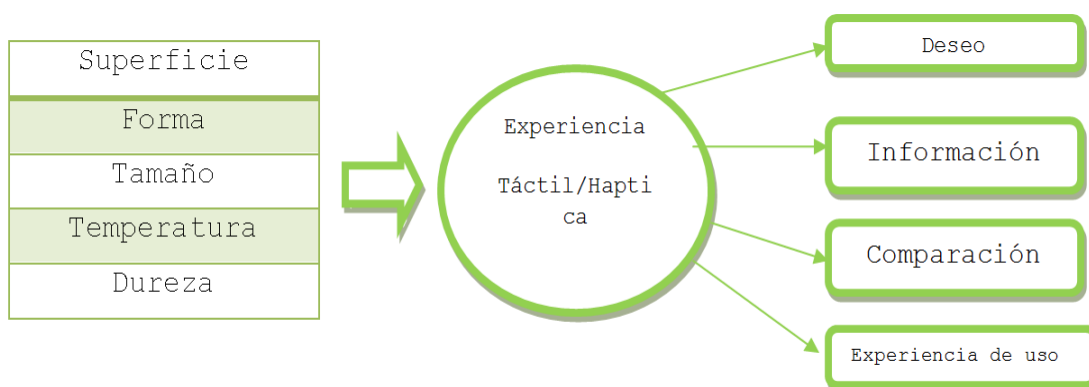 Superficie
Forma
Tamaño
Temperatura
Dureza
Experiencia
Táctil/Hapti
ca
Deseo
Información
Comparación
Experiencia de uso